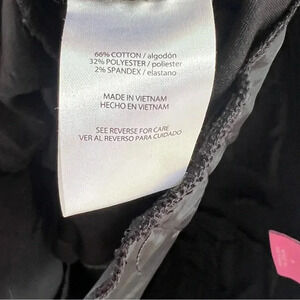 66% COTTON / algodón
32% POLYESTER / poliester
2% SPANDEX / elastano
MADE IN VIETNAM
HECHO EN VIETNAM
SEE REVERSE FOR CARE
VER AL REVERSO PARA CUIDADO